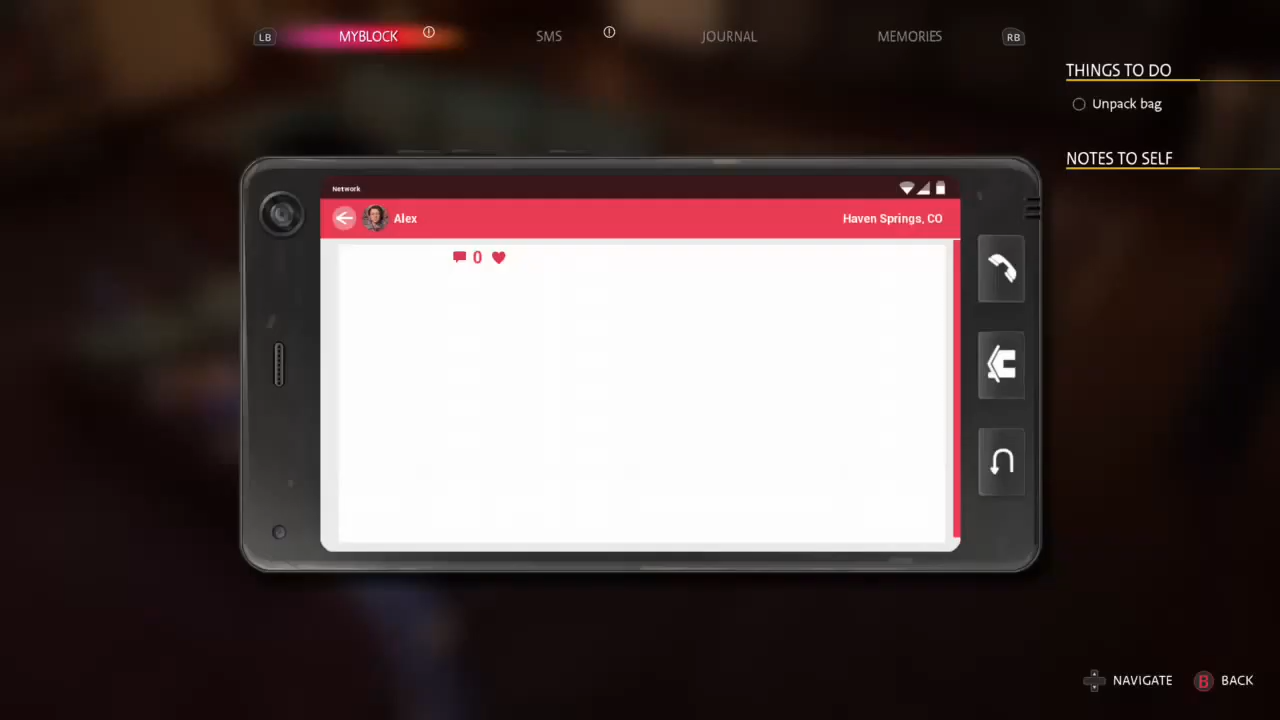 LB MYBLOCK SMS JOURNAL MEMORIES RB
THINGS TO DO
Unpack bag
NOTES TO SELF
Network
Alex Haven Springs, CO
0
NAVIGATE B BACK